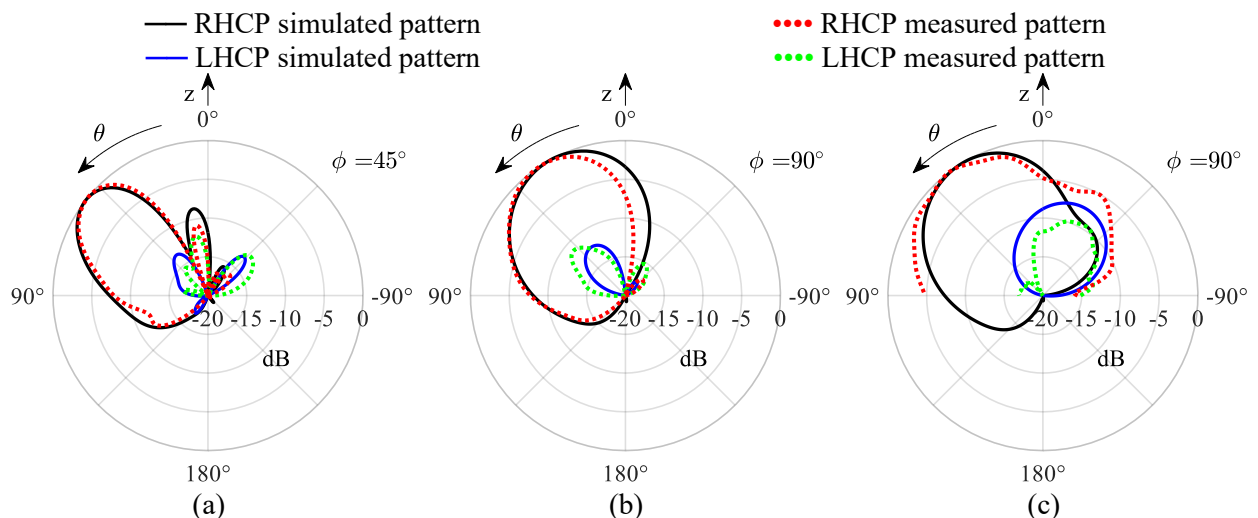 RHCP simulated pattern
RHCP measured pattern
LHCP simulated pattern
LHCP measured pattern
z
0°
θ
ϕ =45°
90°
-90°
-20 -15 -10 -5 0
dB
180°
(a)
z
0°
θ
ϕ =90°
90°
-90°
-20 -15 -10 -5 0
dB
180°
(b)
z
0°
θ
ϕ =90°
90°
-90°
-20 -15 -10 -5 0
dB
180°
(c)